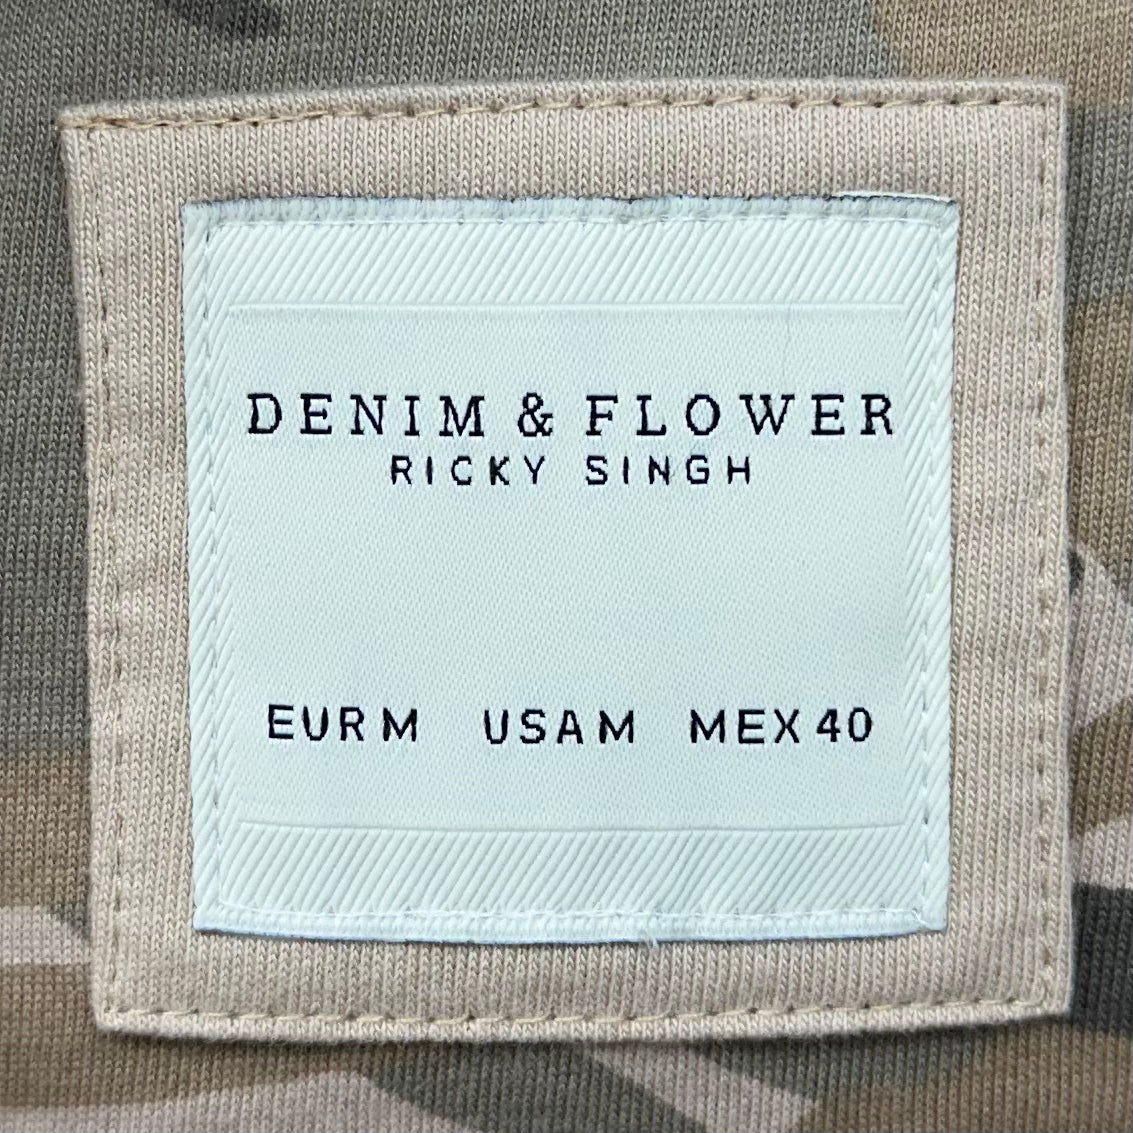 DENIM & FLOWER
RICKY SINGH
EUR M USA M MEX 40